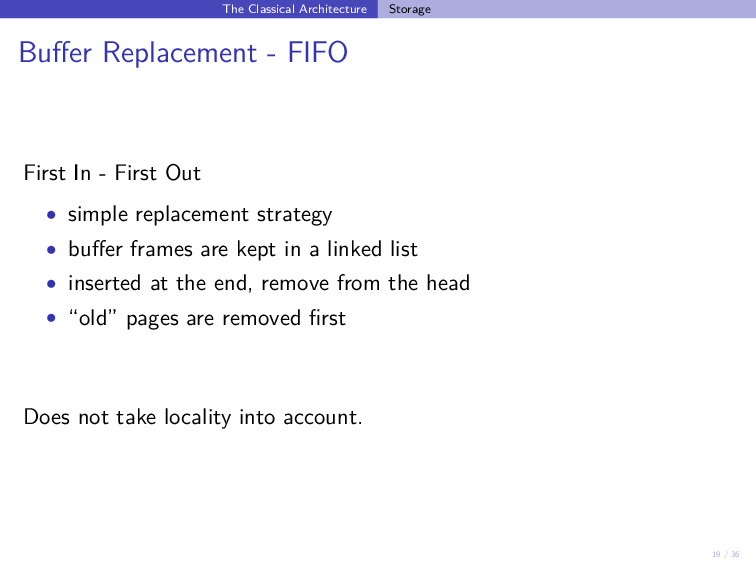 The Classical Architecture Storage
Buffer Replacement - FIFO
First In - First Out
• simple replacement strategy
• buffer frames are kept in a linked list
• inserted at the end, remove from the head
• “old” pages are removed first
Does not take locality into account.
19 / 36